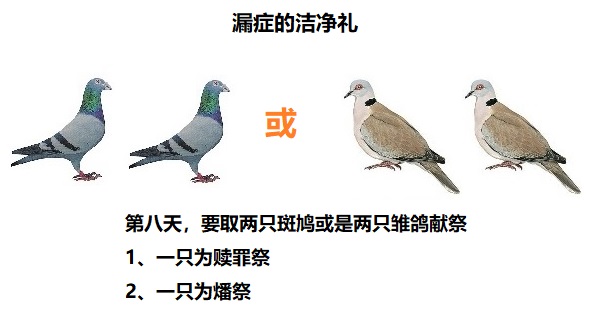 漏症的洁净礼
或
第八天，要取两只斑鸠或是两只雏鸽献祭
1、一只为赎罪祭
2、一只为燔祭